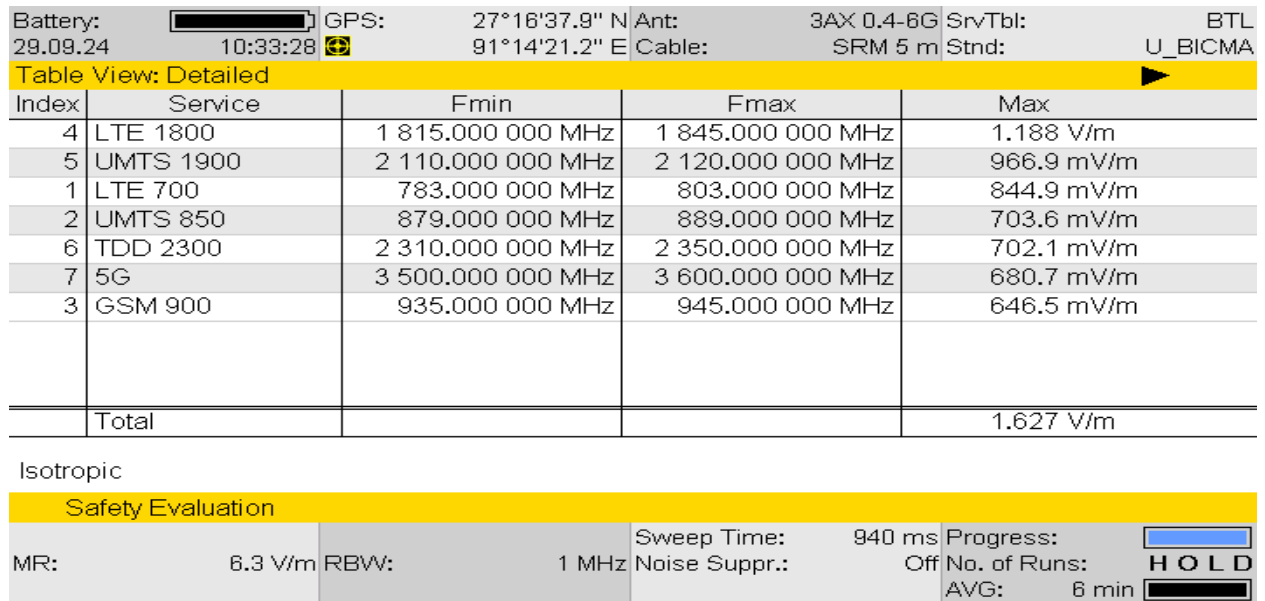 Battery: GPS: 27°16'37.9" N Ant: 3AX 0.4-6G SrvTbl: BTL
29.09.24 10:33:28 91°14'21.2" E Cable: SRM 5 m Stnd: U_BICMA
Table View: Detailed
Index Service Fmin Fmax Max
4 LTE 1800 1 815.000 000 MHz 1 845.000 000 MHz 1.188 V/m
5 UMTS 1900 2 110.000 000 MHz 2 120.000 000 MHz 966.9 mV/m
1 LTE 700 783.000 000 MHz 803.000 000 MHz 844.9 mV/m
2 UMTS 850 879.000 000 MHz 889.000 000 MHz 703.6 mV/m
6 TDD 2300 2 310.000 000 MHz 2 350.000 000 MHz 702.1 mV/m
7 5G 3 500.000 000 MHz 3 600.000 000 MHz 680.7 mV/m
3 GSM 900 935.000 000 MHz 945.000 000 MHz 646.5 mV/m
Total 1.627 V/m
Isotropic
Safety Evaluation
Sweep Time: 940 ms Progress:
MR: 6.3 V/m RBW: 1 MHz Noise Suppr.: Off No. of Runs: HOLD
AVG: 6 min